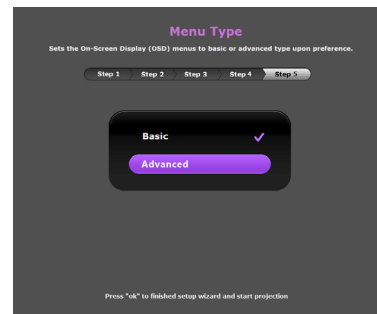 Menu Type
Sets the On-Screen Display (OSD) menus to basic or advanced type upon preference.
Step 1 Step 2 Step 3 Step 4 Step 5
Basic
Advanced
Press "ok" to finished setup wizard and start projection